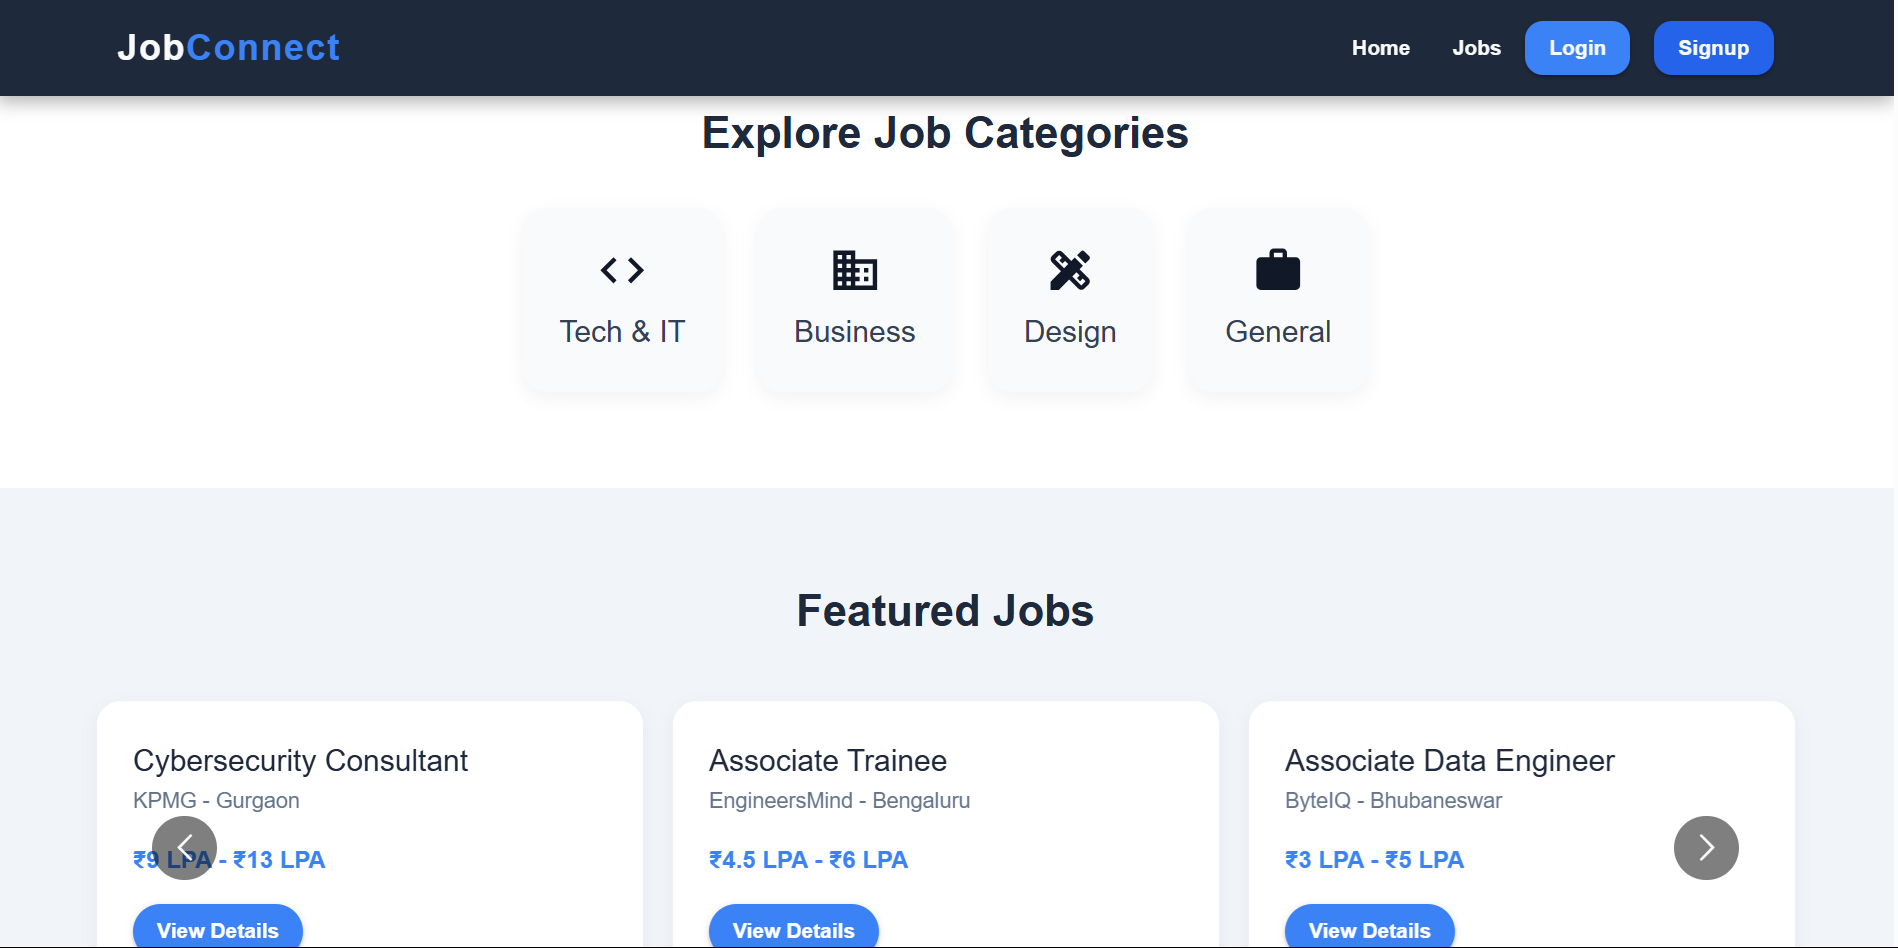 JobConnect
Home Jobs Login Signup
Explore Job Categories
Tech & IT Business Design General
Featured Jobs
Cybersecurity Consultant
KPMG - Gurgaon
₹9 LPA - ₹13 LPA
View Details
Associate Trainee
EngineersMind - Bengaluru
₹4.5 LPA - ₹6 LPA
View Details
Associate Data Engineer
ByteIQ - Bhubaneswar
₹3 LPA - ₹5 LPA
View Details